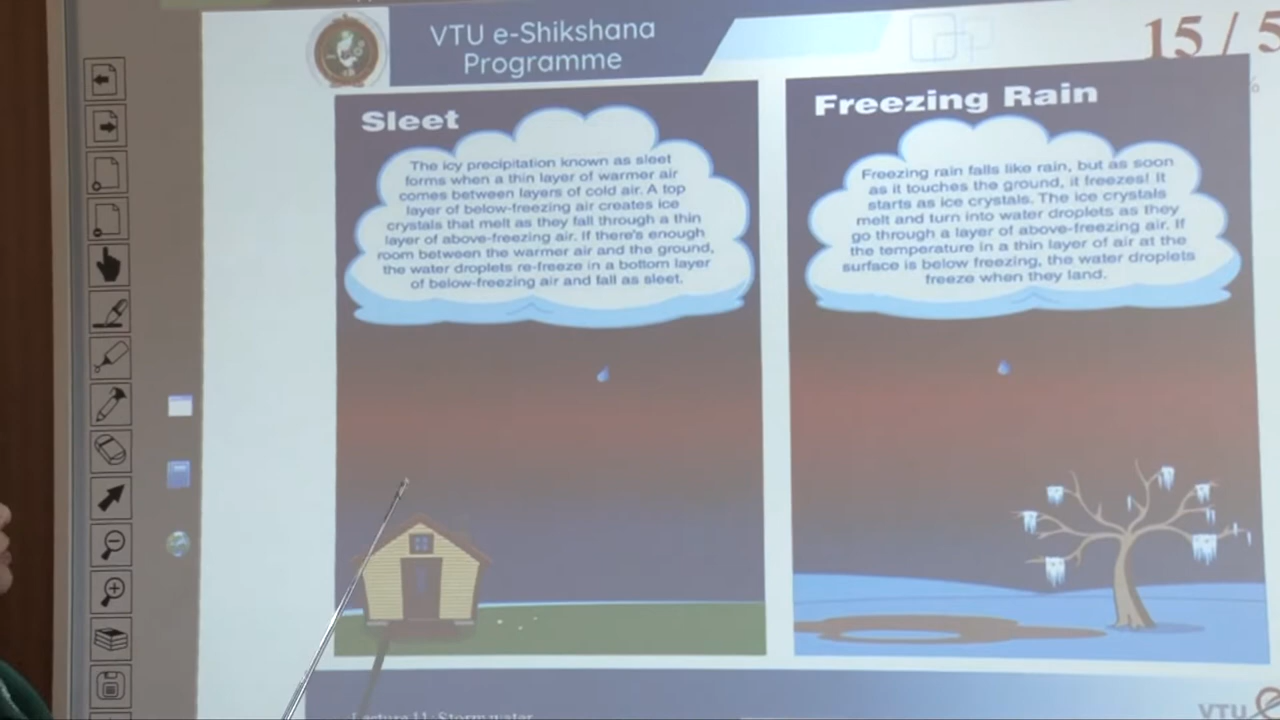 VTU e-Shikshana
Programme
15 / 5
Sleet
The icy precipitation known as sleet
forms when a thin layer of warmer air
comes between layers of cold air. A top
layer of below-freezing air creates ice
crystals that melt as they fall through a thin
layer of above-freezing air. If there's enough
room between the warmer air and the ground,
the water droplets re-freeze in a bottom layer
of below-freezing air and fall as sleet.
Freezing Rain
Freezing rain falls like rain, but as soon
as it touches the ground, it freezes! It
starts as ice crystals. The ice crystals
melt and turn into water droplets as they
go through a layer of above-freezing air. If
the temperature in a thin layer of air at the
surface is below freezing, the water droplets
freeze when they land.
Lecture 11: Stormwater
VTU